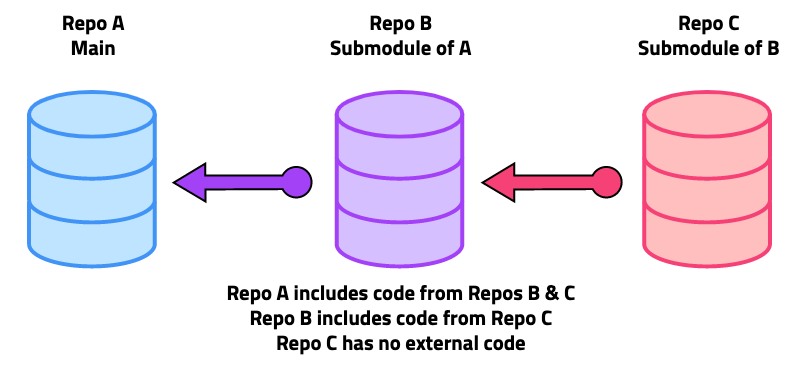 Repo A
Main
Repo B
Submodule of A
Repo C
Submodule of B
Repo A includes code from Repos B & C
Repo B includes code from Repo C
Repo C has no external code